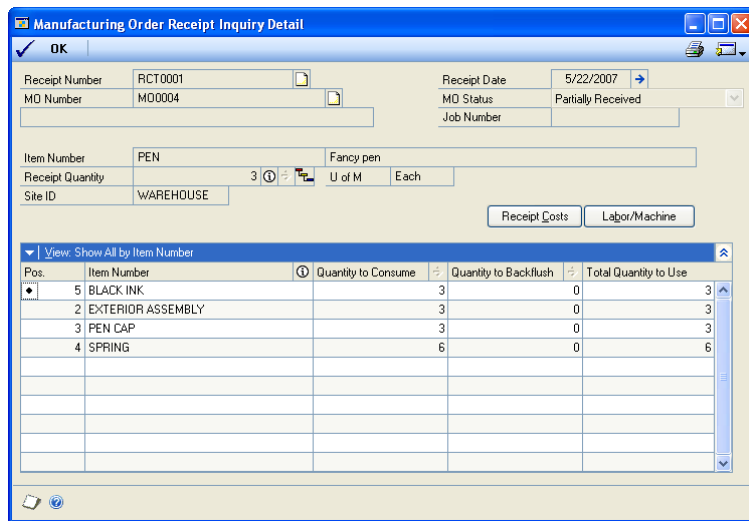 Manufacturing Order Receipt Inquiry Detail
OK
Receipt Number RCT0001 Receipt Date 5/22/2007
MO Number MO0004 MO Status Partially Received
Job Number
Item Number PEN Fancy pen
Receipt Quantity 3 U of M Each
Site ID WAREHOUSE
Receipt Costs Labor/Machine
View: Show All by Item Number
Pos. Item Number Quantity to Consume Quantity to Backflush Total Quantity to Use
5 BLACK INK 3 0 3
2 EXTERIOR ASSEMBLY 3 0 3
3 PEN CAP 3 0 3
4 SPRING 6 0 6